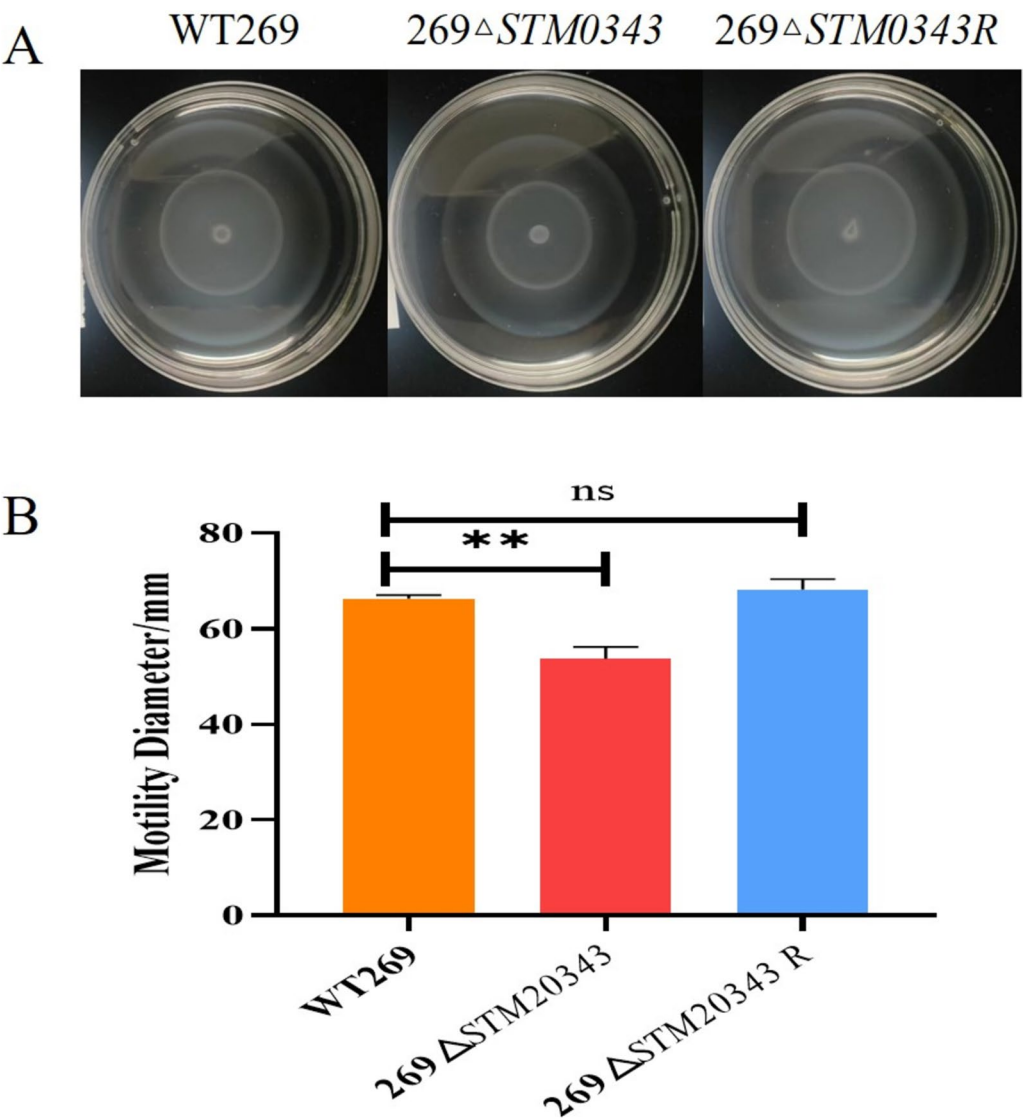 A
WT269
269△STM0343
269△STM0343R
B
ns
**
80
60
40
20
0
Motility Diameter/mm
WT269
269 ΔSTM20343
269 ΔSTM20343 R